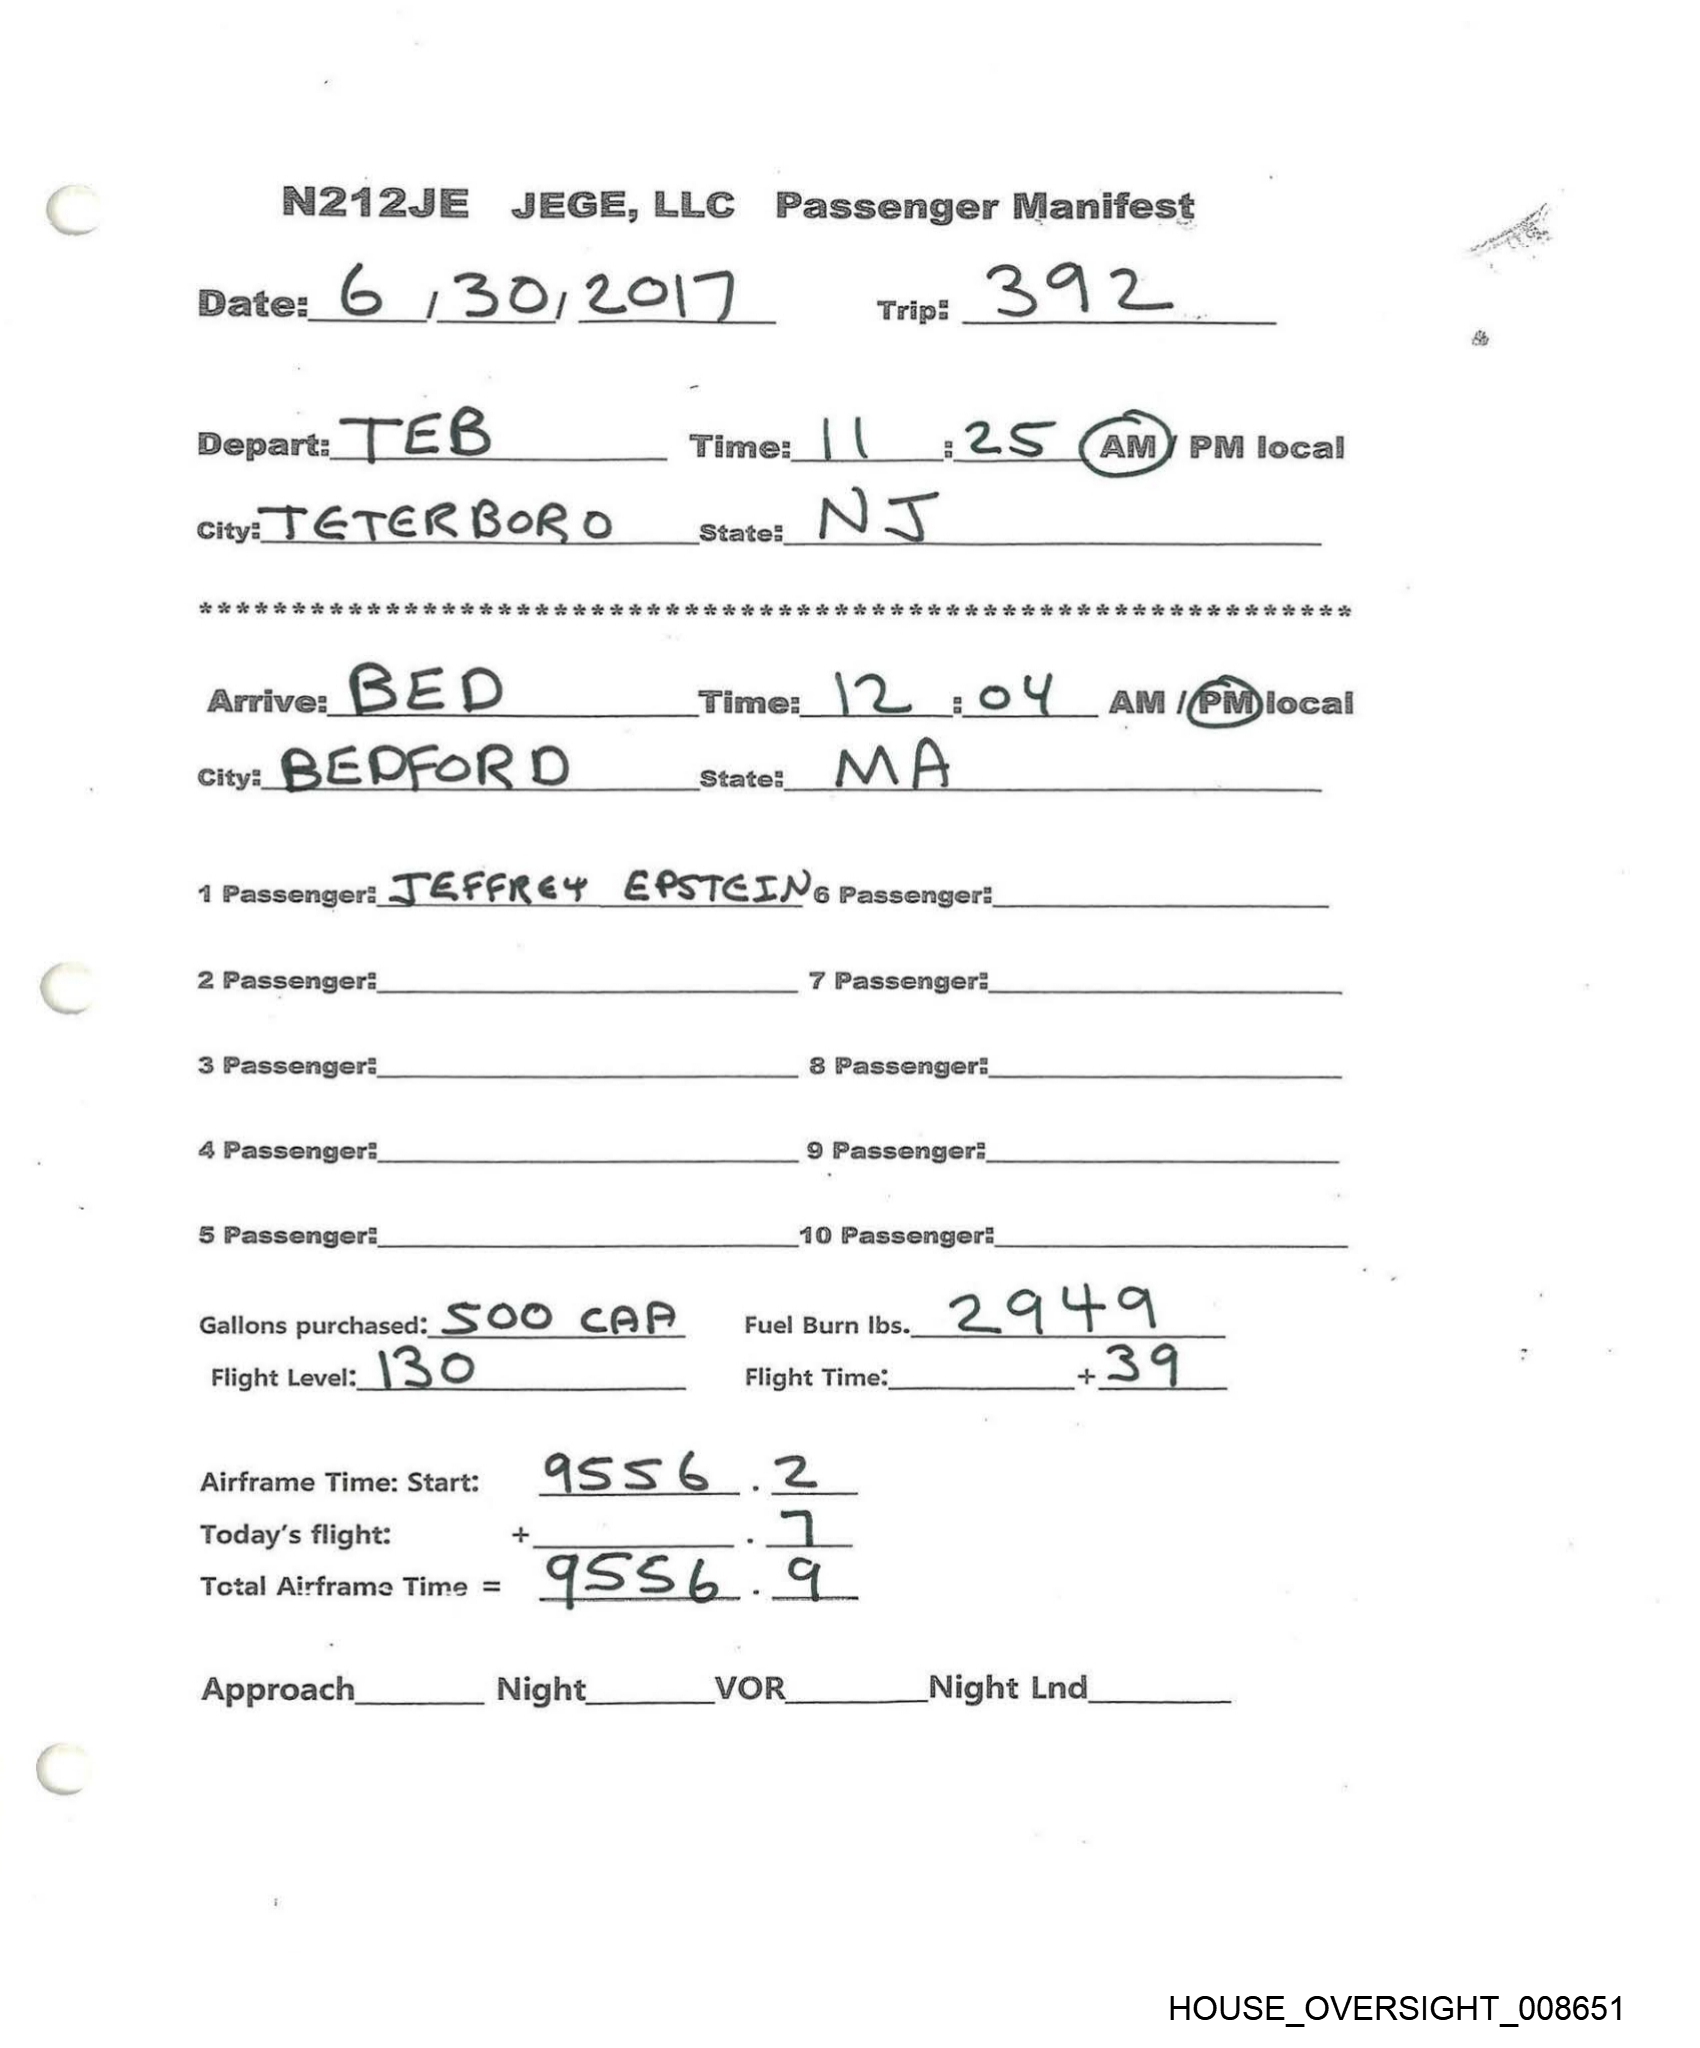 N212JE JEGE, LLC Passenger Manifest
Date: 6 / 30 / 2017 Trip: 392
Depart: TEB Time: 11 : 25 AM / PM local
City: TETERBORO State: NJ
******************************************************************
Arrive: BED Time: 12 : 04 AM / PM local
City: BEDFORD State: MA
1 Passenger: JEFFREY EPSTEIN 6 Passenger:
2 Passenger: 7 Passenger:
3 Passenger: 8 Passenger:
4 Passenger: 9 Passenger:
5 Passenger: 10 Passenger:
Gallons purchased: 500 CAA Fuel Burn lbs. 2949
Flight Level: 130 Flight Time: + 39
Airframe Time: Start: 9556 . 2
Today's flight: + . 7
Total Airframe Time = 9556 . 9
Approach Night VOR Night Lnd
HOUSE_OVERSIGHT_008651